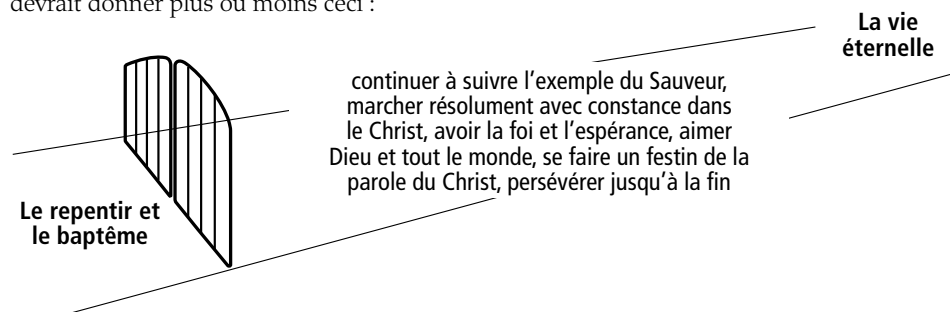 devrait donner plus ou moins ceci :
La vie
éternelle
continuer à suivre l’exemple du Sauveur,
marcher résolument avec constance dans
le Christ, avoir la foi et l’espérance, aimer
Dieu et tout le monde, se faire un festin de la
parole du Christ, persévérer jusqu’à la fin
Le repentir et
le baptême